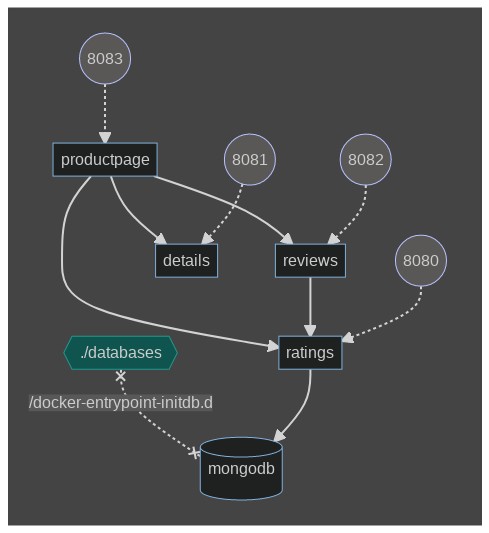 8083
productpage
8081
8082
details
reviews
8080
./databases
ratings
/docker-entrypoint-initdb.d
mongodb